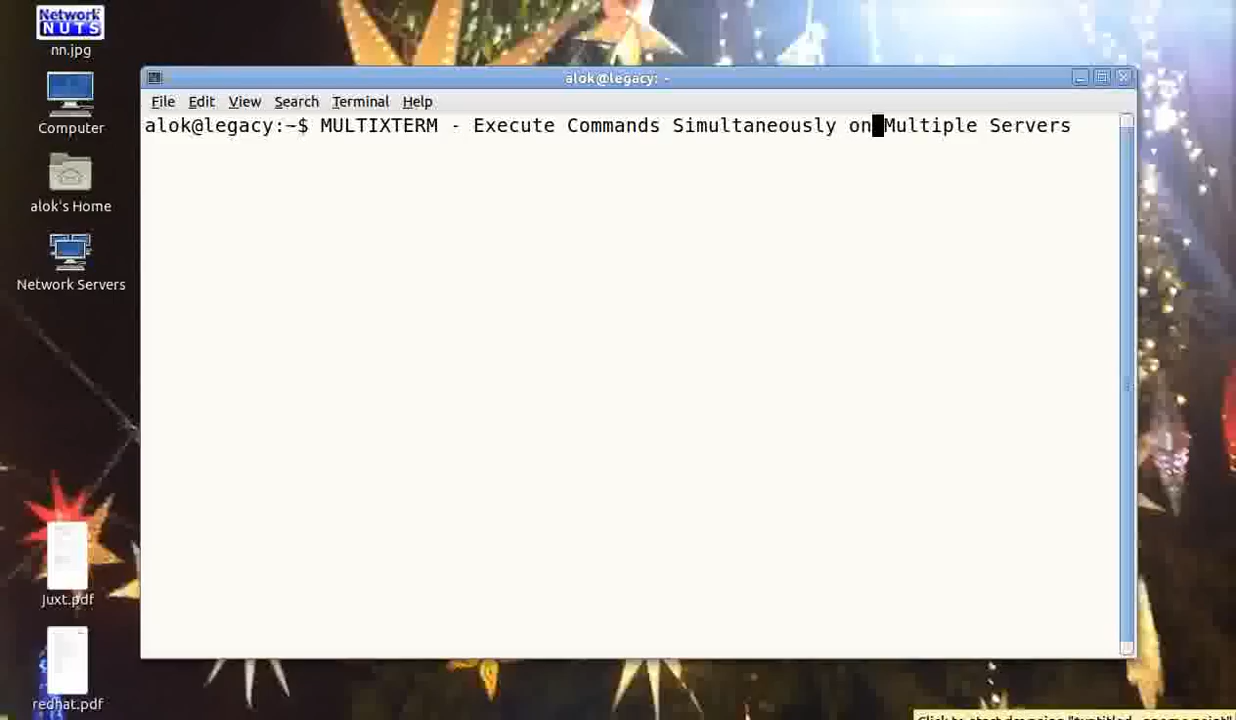 Network
NUTS
nn.jpg
Computer
alok's Home
Network Servers
Juxt.pdf
redhat.pdf
alok@legacy: ~
File Edit View Search Terminal Help
alok@legacy:~$ MULTIXTERM - Execute Commands Simultaneously on Multiple Servers